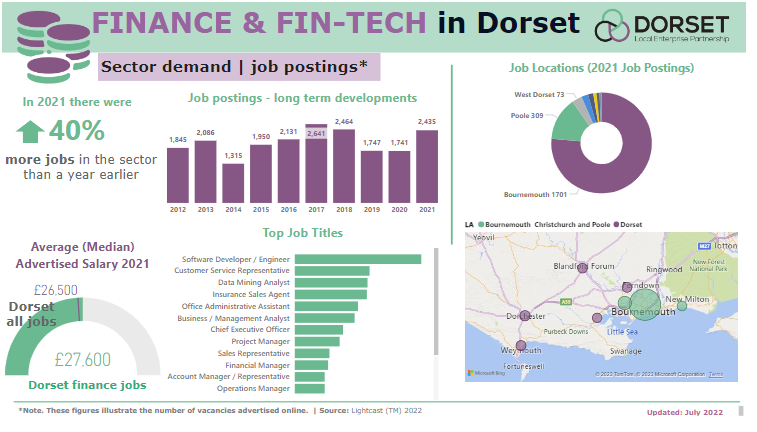 FINANCE & FIN-TECH in Dorset
DORSET
Local Enterprise Partnership
Sector demand | job postings*
In 2021 there were
40%
more jobs in the sector
than a year earlier
Job postings - long term developments
1,845
2,086
1,315
1,950
2,131
2,641
2,464
1,747
1,741
2,435
2012 2013 2014 2015 2016 2017 2018 2019 2020 2021
Job Locations (2021 Job Postings)
West Dorset 73
Poole 309
Bournemouth 1701
Average (Median)
Advertised Salary 2021
£26,500
Dorset
all jobs
£27,600
Dorset finance jobs
Top Job Titles
Software Developer / Engineer
Customer Service Representative
Data Mining Analyst
Insurance Sales Agent
Office Administrative Assistant
Business / Management Analyst
Chief Executive Officer
Project Manager
Sales Representative
Financial Manager
Account Manager / Representative
Operations Manager
LA Bournemouth Christchurch and Poole Dorset
Yeovil
M27 Totton
New Forest
National Park
Blandford Forum
Ringwood
Ferndown
A35
New Milton
Dorchester
Bournemouth
Purbeck Downs
Little Sea
Weymouth
Swanage
Fortuneswell
Microsoft Bing
© 2022 TomTom, © 2022 Microsoft Corporation Terms
*Note. These figures illustrate the number of vacancies advertised online. | Source: Lightcast (TM) 2022
Updated: July 2022